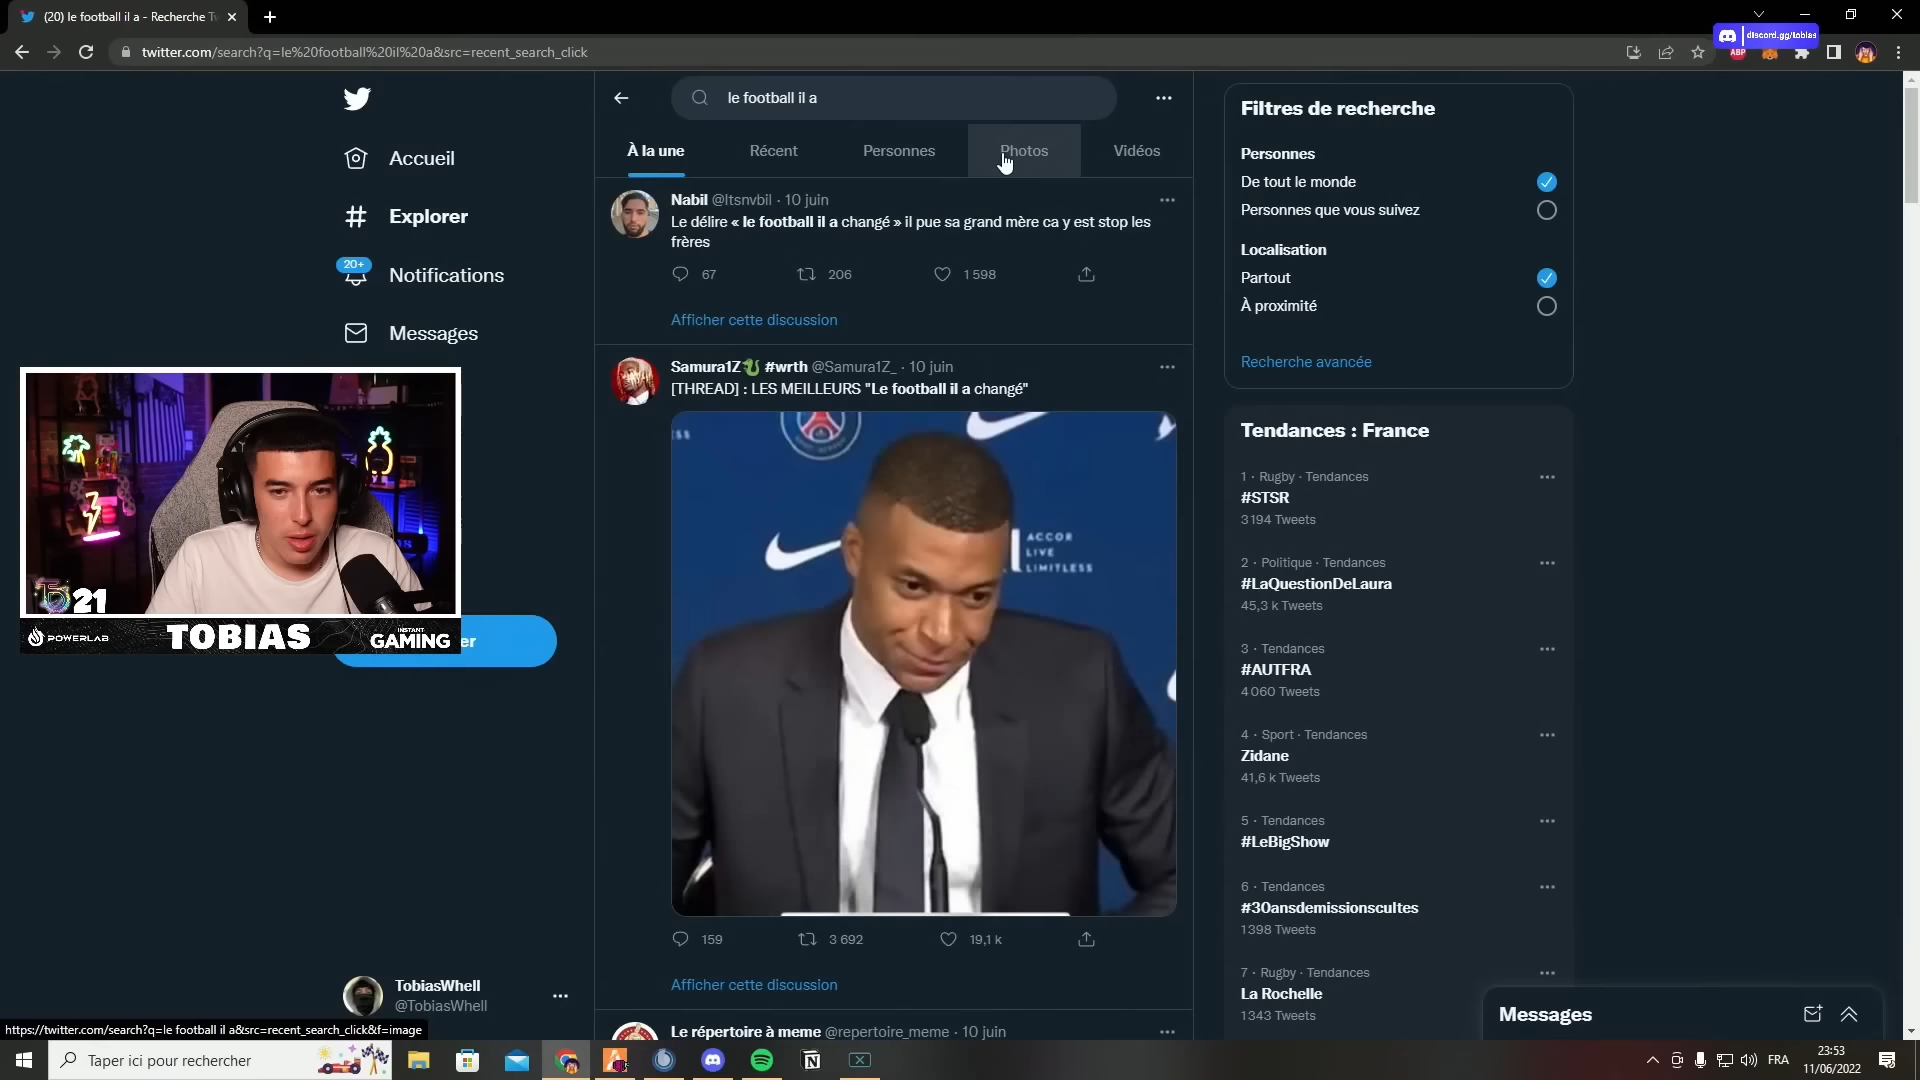 (20) le football il a - Recherche Tw
twitter.com/search?q=le%20football%20il%20a&src=recent_search_click
discord.gg/tobias
ABP
le football il a
À la une
Récent
Personnes
Photos
Vidéos
Accueil
Explorer
20+
Notifications
Messages
Nabil @Itsnvbil · 10 juin
Le délire « le football il a changé » il pue sa grand mère ca y est stop les
frères
67
206
1 598
Afficher cette discussion
Samura1Z #wrth @Samura1Z_ · 10 juin
[THREAD] : LES MEILLEURS "Le football il a changé"
ACCOR
LIVE
LIMITLESS
159
3 692
19,1 k
Afficher cette discussion
Le répertoire à meme @repertoire_meme · 10 juin
Filtres de recherche
Personnes
De tout le monde
Personnes que vous suivez
Localisation
Partout
À proximité
Recherche avancée
Tendances : France
1 · Rugby · Tendances
#STSR
3 194 Tweets
2 · Politique · Tendances
#LaQuestionDeLaura
45,3 k Tweets
3 · Tendances
#AUTFRA
4 060 Tweets
4 · Sport · Tendances
Zidane
41,6 k Tweets
5 · Tendances
#LeBigShow
6 · Tendances
#30ansdemissionscultes
1 398 Tweets
7 · Rugby · Tendances
La Rochelle
1 343 Tweets
Messages
21
POWERLAB
TOBIAS
INSTANT
GAMING
er
TobiasWhell
@TobiasWhell
https://twitter.com/search?q=le football il a&src=recent_search_click&f=image
Taper ici pour rechercher
FRA
23:53
11/06/2022